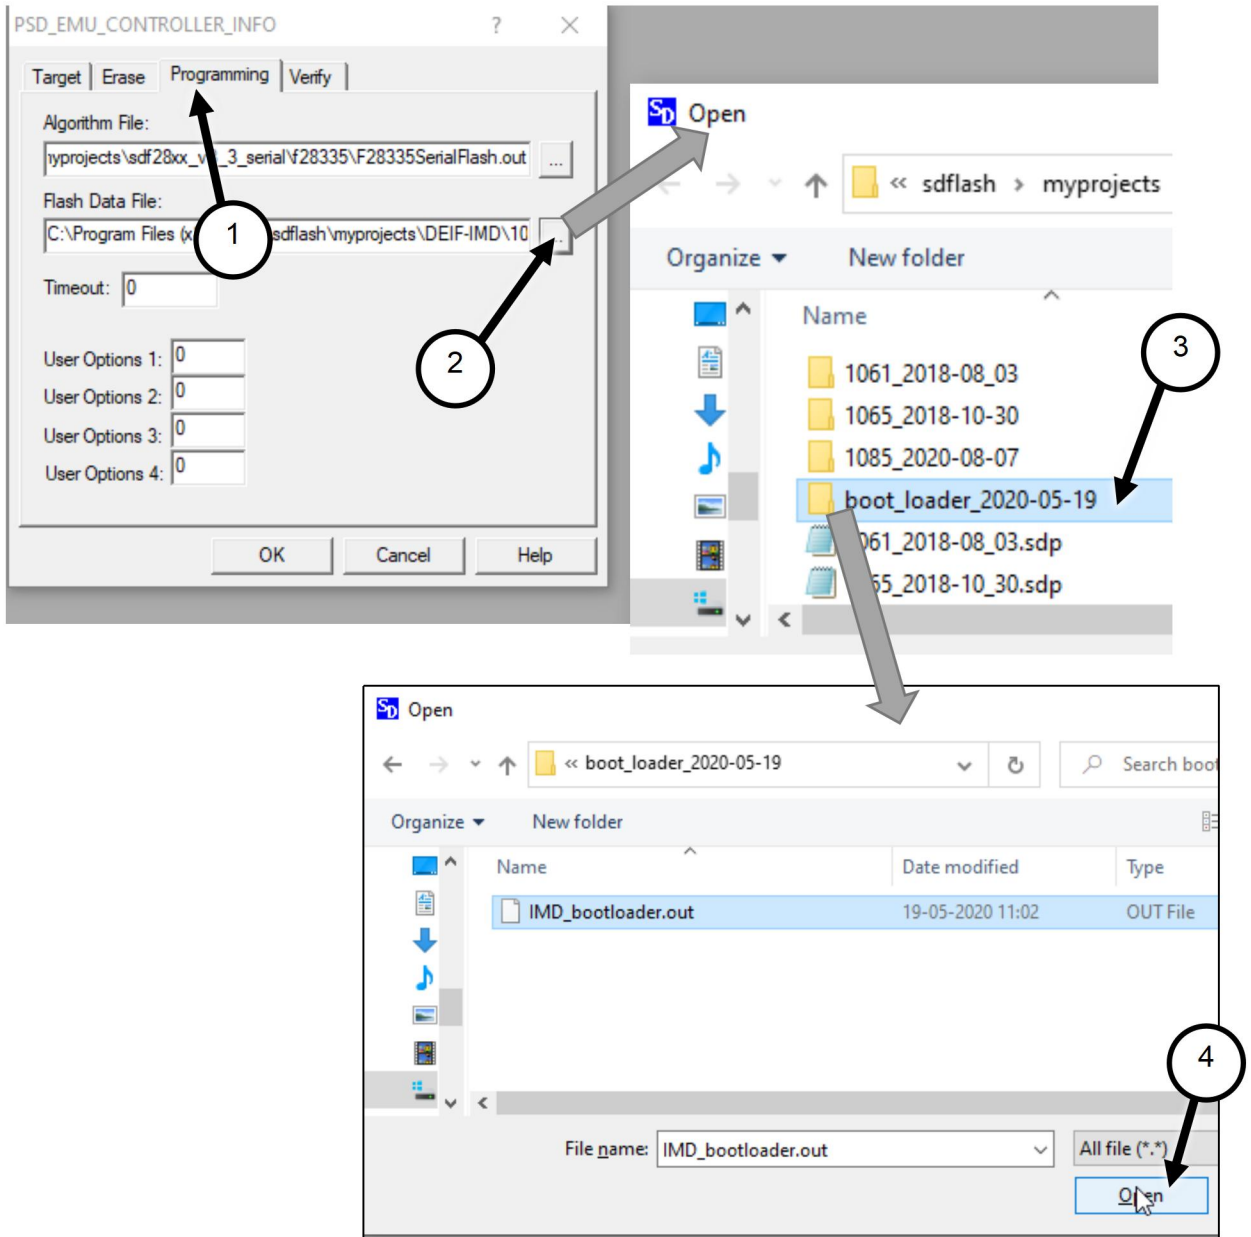 PSD_EMU_CONTROLLER_INFO ? ×
Target Erase Programming Verify
Algorithm File:
\sdf28xx_v3_3_serial\f28335\F28335SerialFlash.out ...
Flash Data File:
C:\Program Files sdflash\myprojects\DEIF-IMD\10
Timeout: 0
User Options 1: 0
User Options 2: 0
User Options 3: 0
User Options 4: 0
OK Cancel Help
1
2
SD Open
« sdflash › myprojects
Organize New folder
Name
1061_2018-08_03
1065_2018-10-30
1085_2020-08-07
boot_loader_2020-05-19
061_2018-08_03.sdp
65_2018-10_30.sdp
3
SD Open
« boot_loader_2020-05-19 Search boot
Organize New folder
Name Date modified Type
IMD_bootloader.out 19-05-2020 11:02 OUT File
4
File name: IMD_bootloader.out All file (*.*)
Open